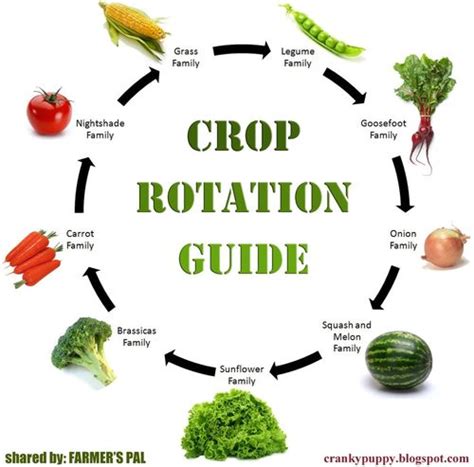 Grass
Family
Legume
Family
Nightshade
Family
Goosefoot
Family
CROP
ROTATION
GUIDE
Carrot
Family
Onion
Family
Brassicas
Family
Squash and
Melon Family
Sunflower
Family
shared by: FARMER'S PAL
crankypuppy.blogspot.com